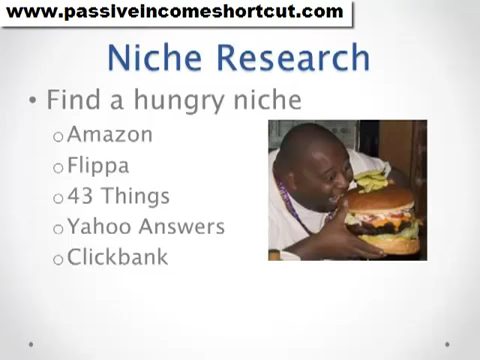 www.passiveincomeshortcut.com
Niche Research
• Find a hungry niche
o Amazon
o Flippa
o 43 Things
o Yahoo Answers
o Clickbank